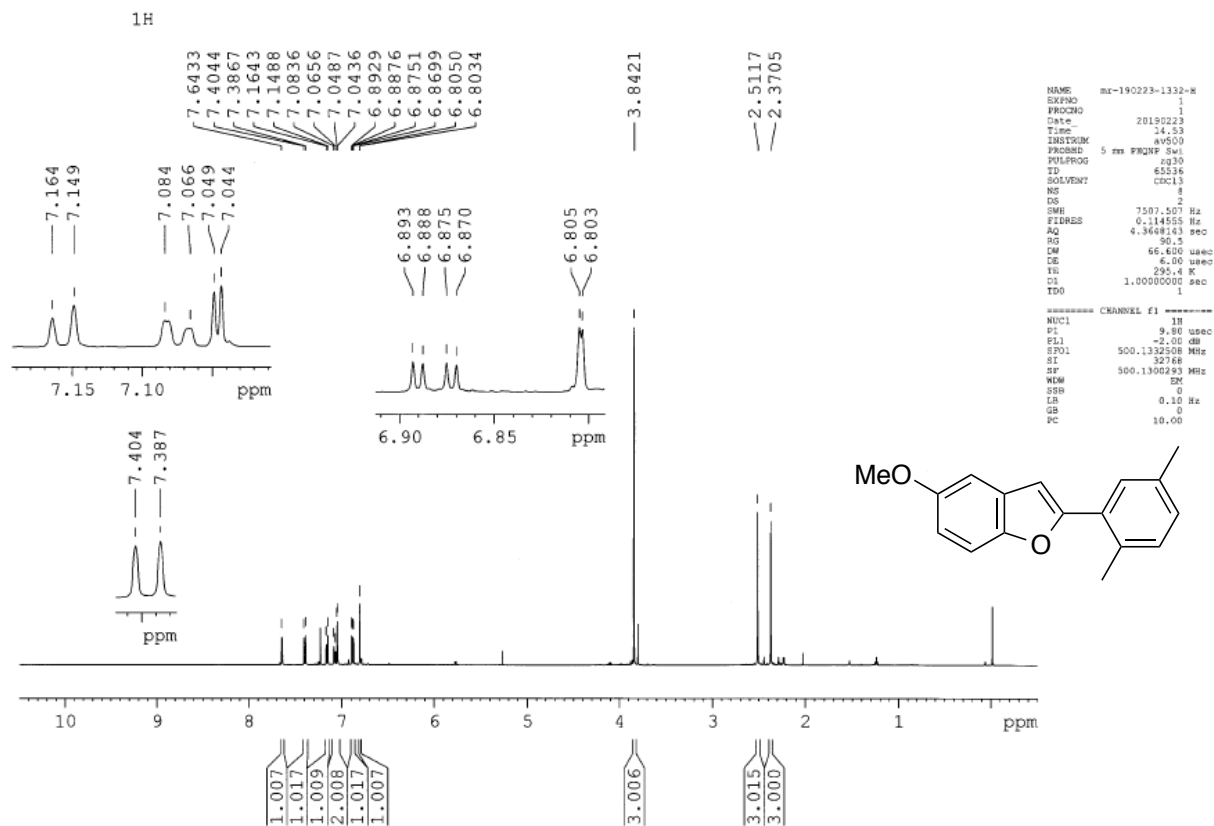 1H
7.6433
7.4044
7.3867
7.1643
7.1488
7.0836
7.0656
7.0487
7.0436
6.8929
6.8876
6.8751
6.8699
6.8050
6.8034
3.8421
2.5117
2.3705
7.164
7.149
7.084
7.066
7.049
7.044
7.15 7.10 ppm
6.893
6.888
6.875
6.870
6.805
6.803
6.90 6.85 ppm
7.404
7.387
ppm
NAME mr-190223-1332-H
EXPNO 1
PROCNO 1
Date_ 20190223
Time 14.53
INSTRUM av500
PROBHD 5 mm PHQNP Swi
PULPROG zg30
TD 65536
SOLVENT CDCl3
NS 8
DS 2
SWH 7507.507 Hz
FIDRES 0.114555 Hz
AQ 4.3648143 sec
RG 90.5
DW 66.600 usec
DE 6.00 usec
TE 295.4 K
D1 1.00000000 sec
TD0 1
======== CHANNEL f1 ========
NUC1 1H
P1 9.80 usec
PL1 -2.00 dB
SFO1 500.1332508 MHz
SI 32768
SF 500.1300293 MHz
WDW EM
SSB 0
LB 0.10 Hz
GB 0
PC 10.00
MeO
O
10 9 8 7 6 5 4 3 2 1 ppm
1.007
1.017
1.009
2.008
1.017
1.007
3.006
3.015
3.000